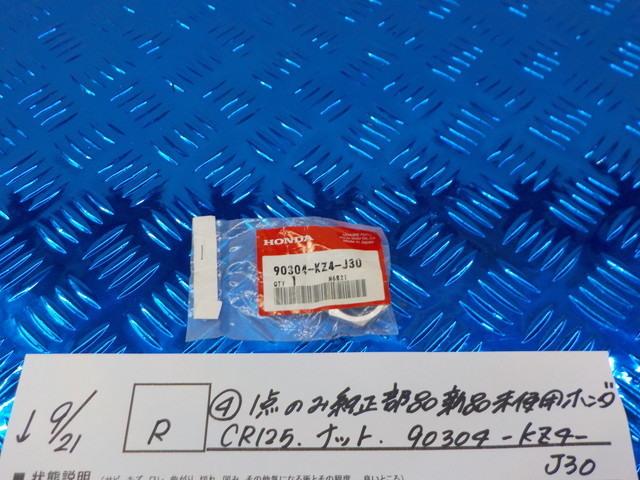 HONDA
90304-KZ4-J30
QTY 1
↓ 9/21
R
④ 1点のみ純正部品新品未使用ホンダ
CR125. ナット. 90304-KZ4-
J30
■ 状態説明